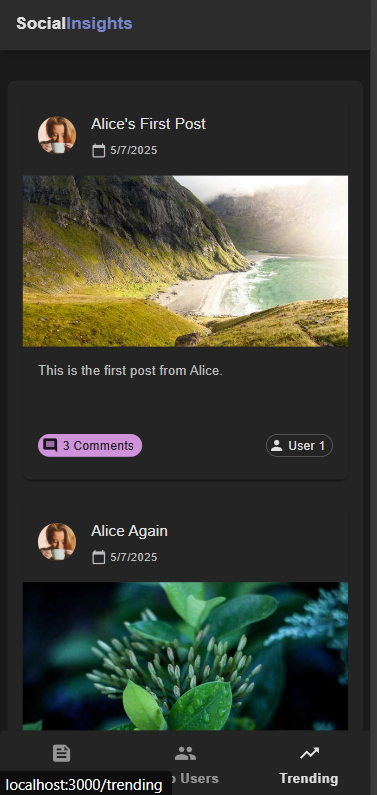 SocialInsights
Alice's First Post
5/7/2025
This is the first post from Alice.
3 Comments
User 1
Alice Again
5/7/2025
Users
Trending
localhost:3000/trending